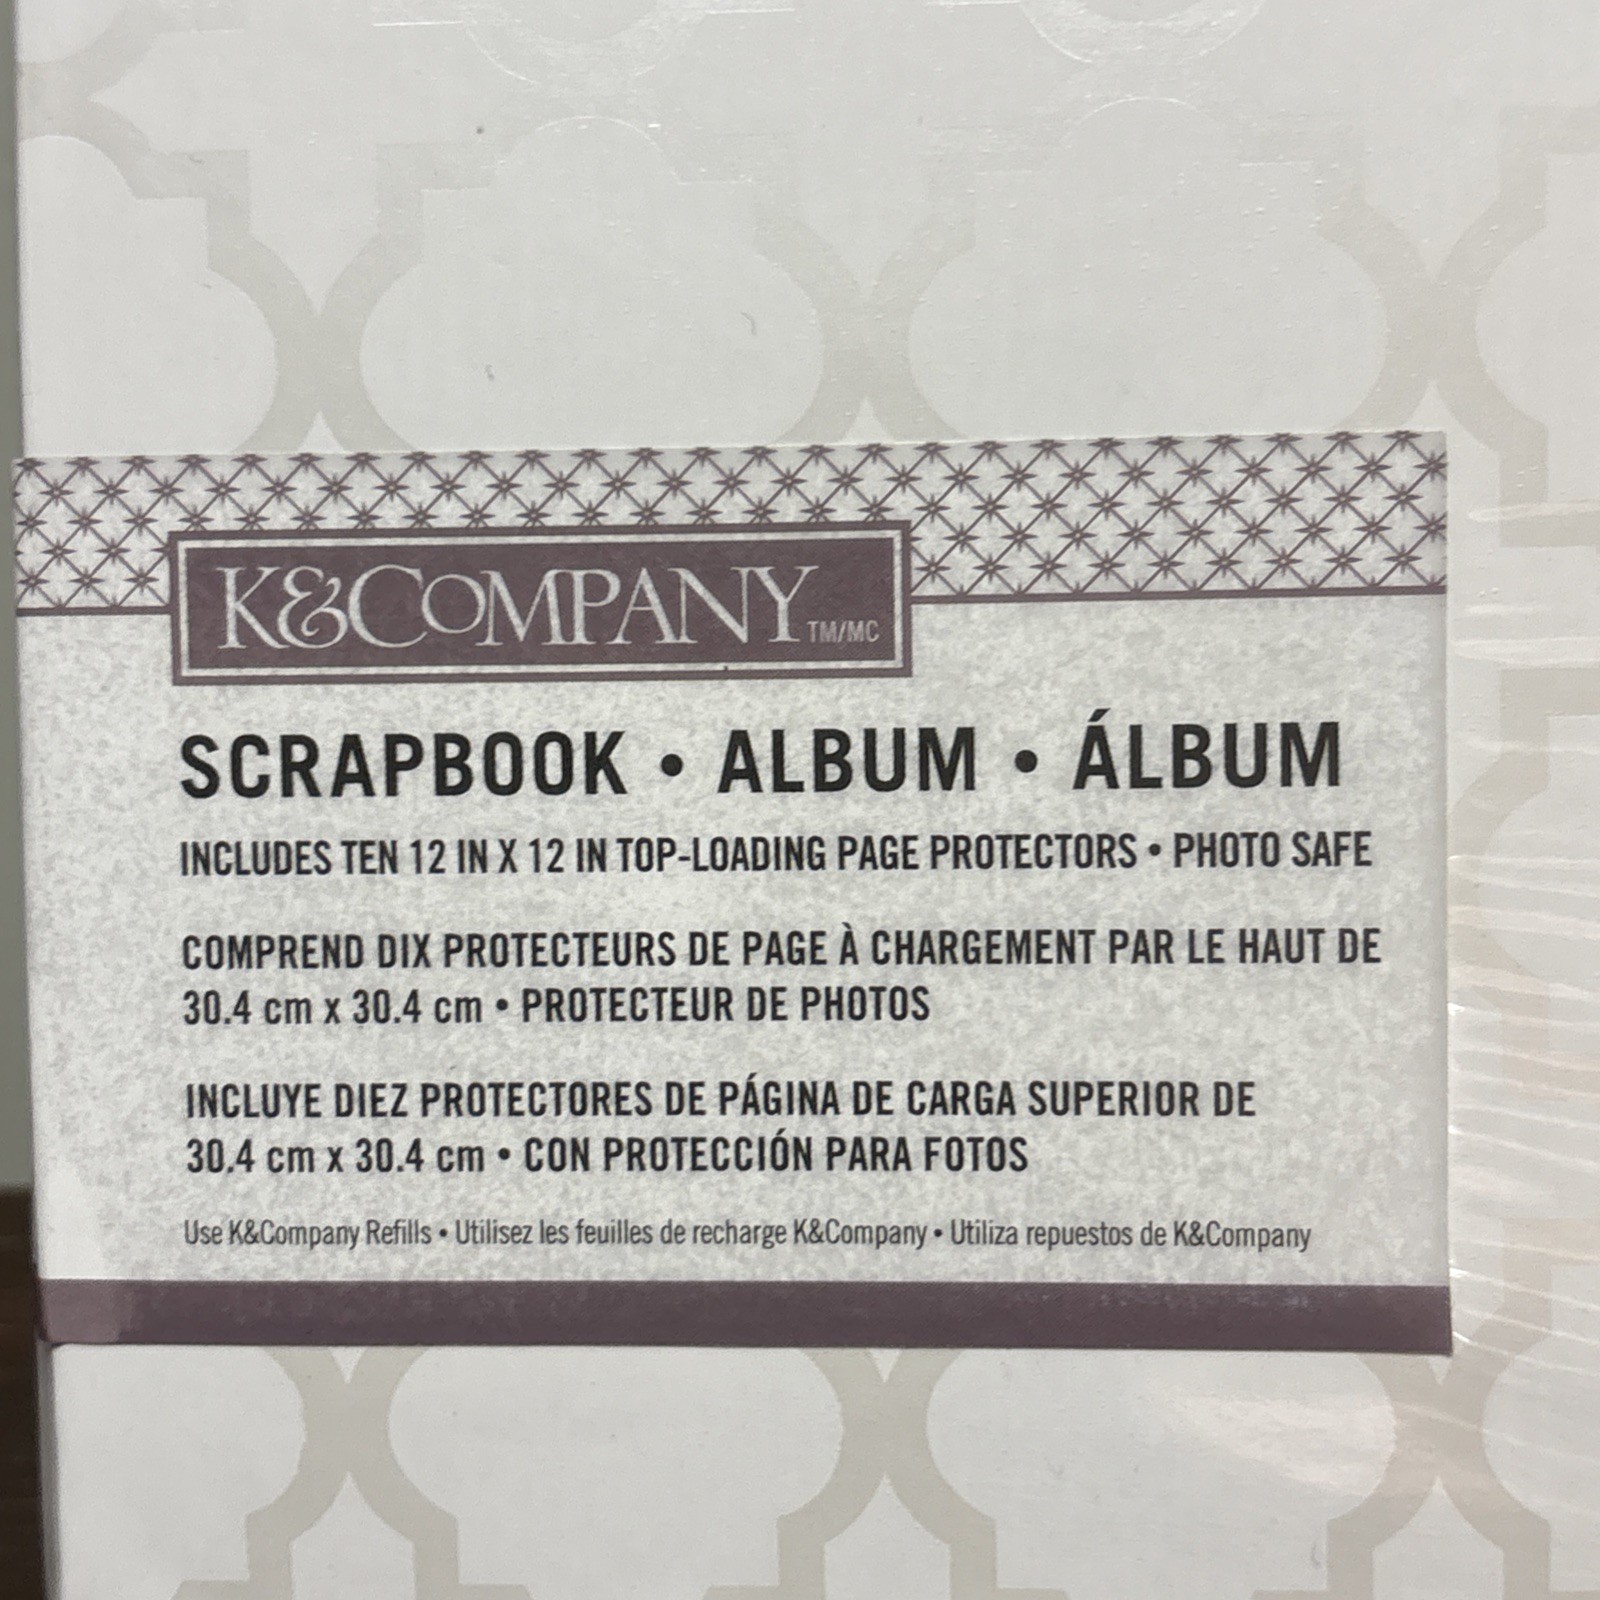 K&COMPANY TM/MC
SCRAPBOOK • ALBUM • ÁLBUM
INCLUDES TEN 12 IN X 12 IN TOP-LOADING PAGE PROTECTORS • PHOTO SAFE
COMPREND DIX PROTECTEURS DE PAGE À CHARGEMENT PAR LE HAUT DE
30.4 cm x 30.4 cm • PROTECTEUR DE PHOTOS
INCLUYE DIEZ PROTECTORES DE PÁGINA DE CARGA SUPERIOR DE
30.4 cm x 30.4 cm • CON PROTECCIÓN PARA FOTOS
Use K&Company Refills • Utilisez les feuilles de recharge K&Company • Utiliza repuestos de K&Company